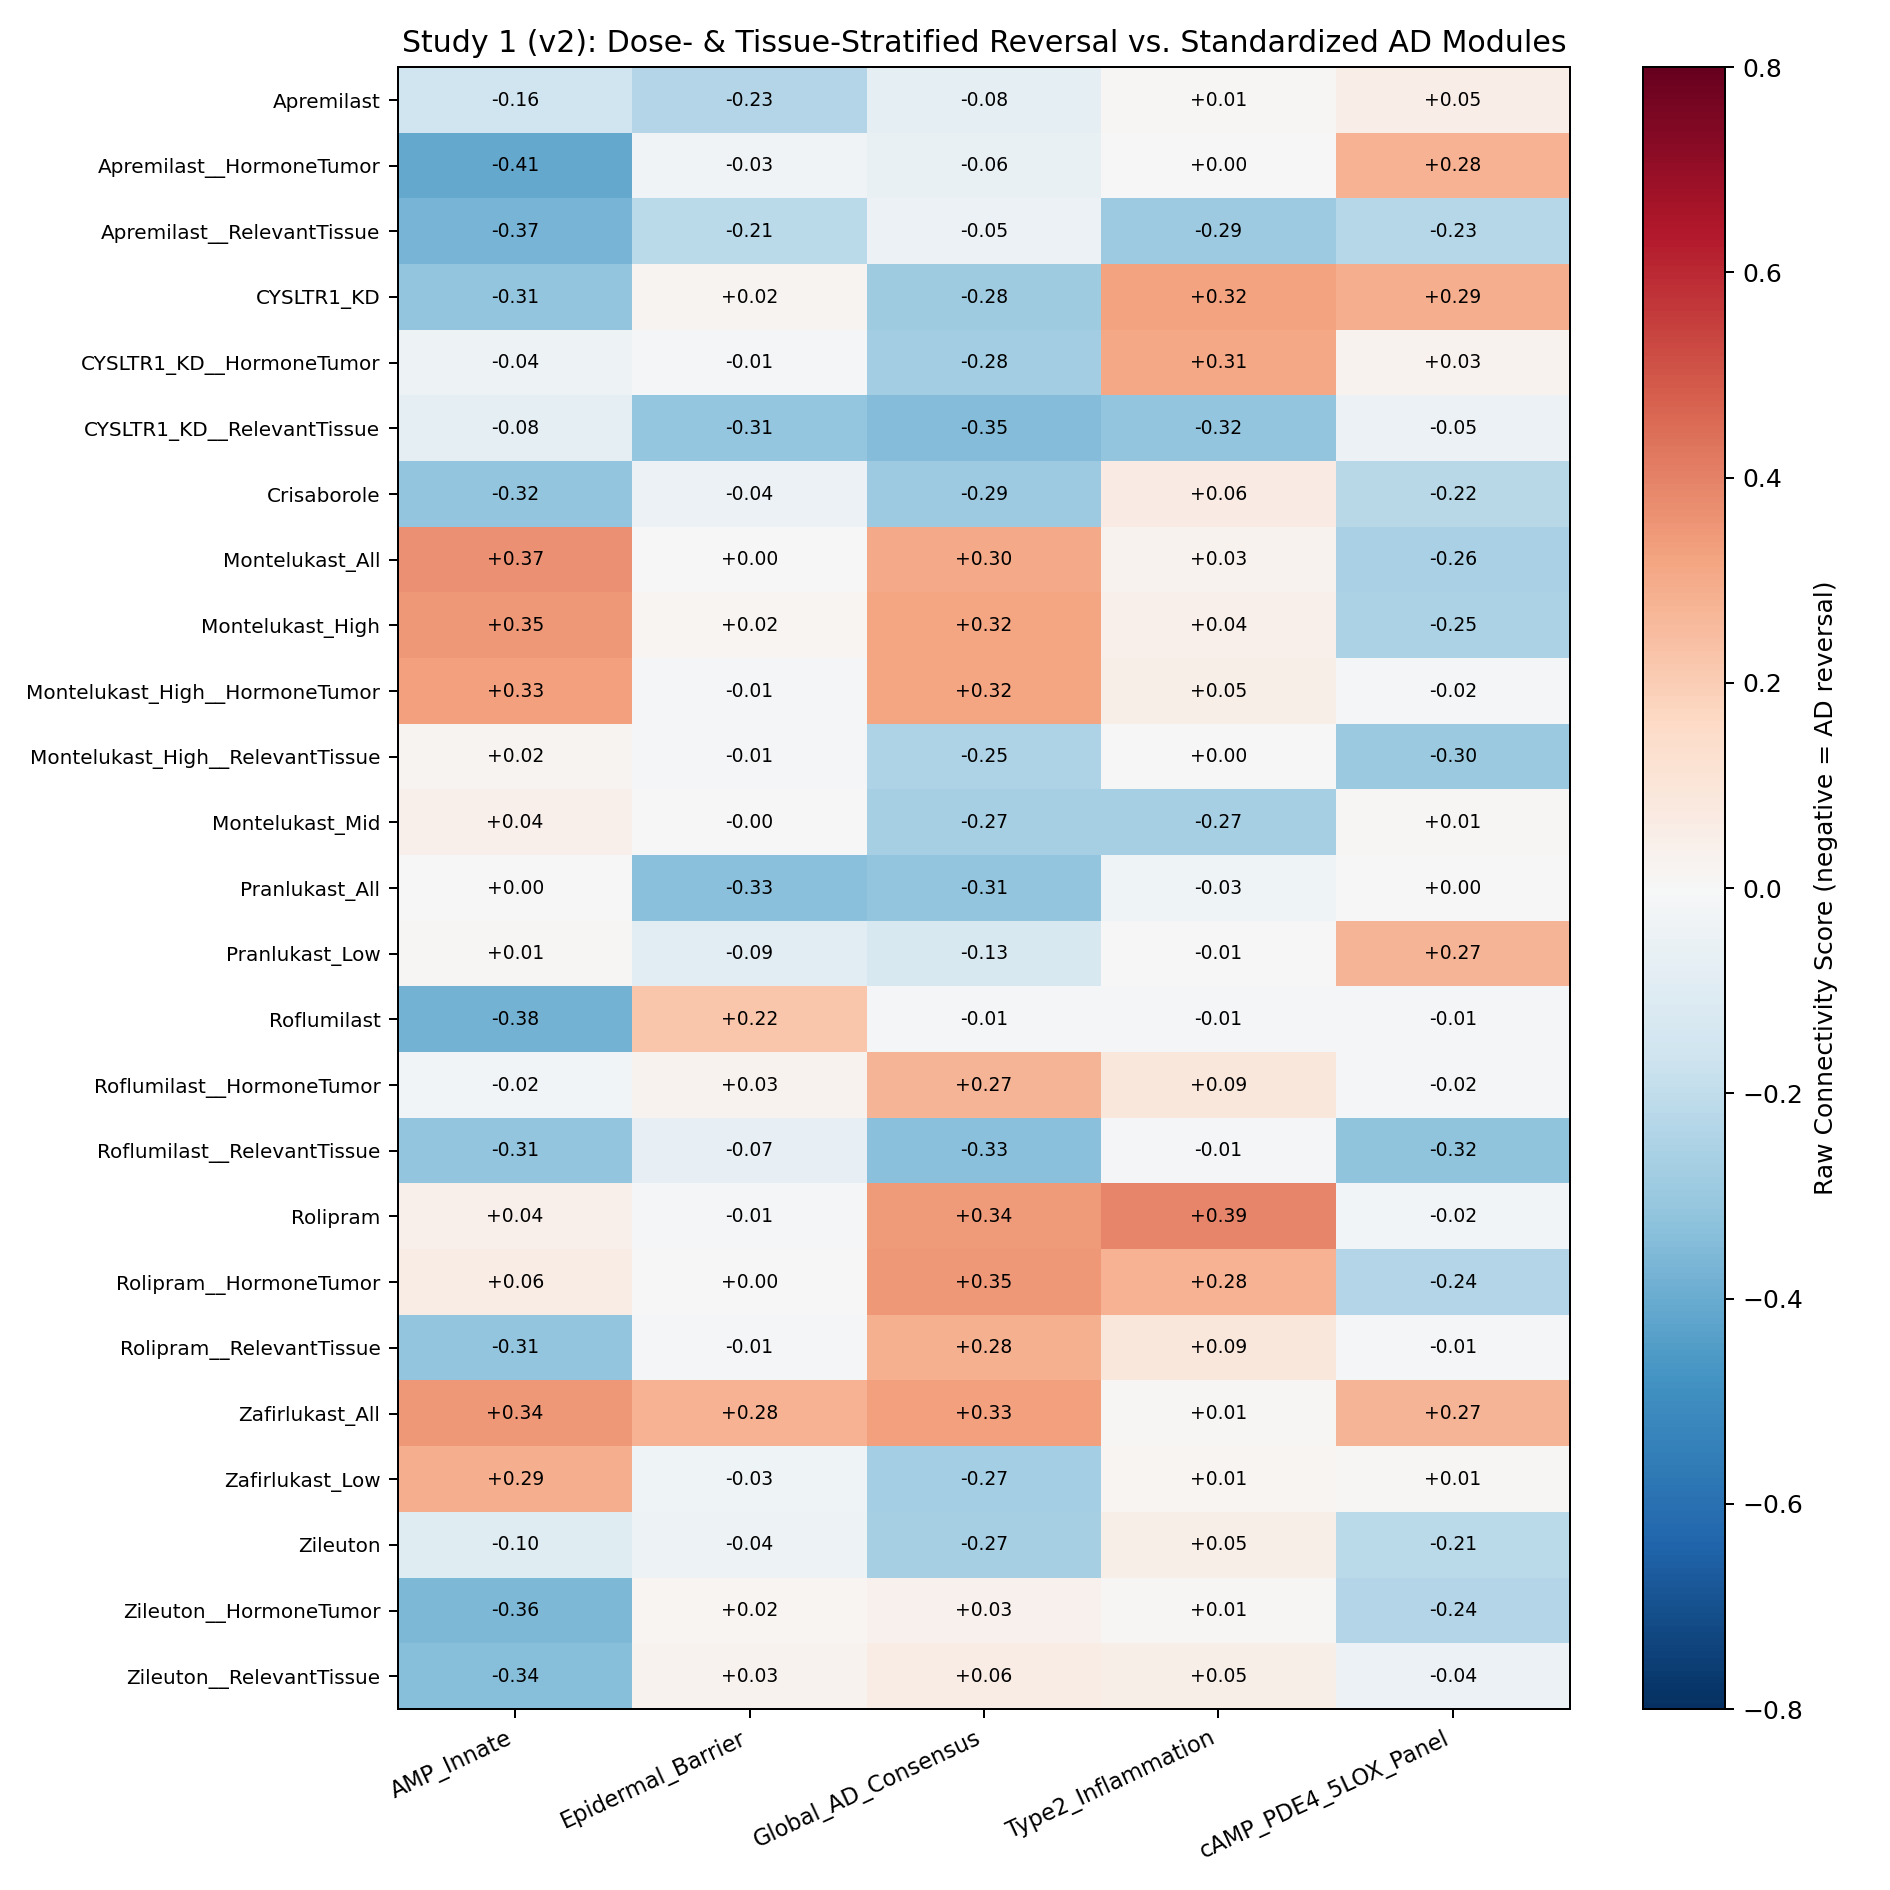 Study 1 (v2): Dose- & Tissue-Stratified Reversal vs. Standardized AD Modules
Apremilast -0.16 -0.23 -0.08 +0.01 +0.05
Apremilast__HormoneTumor -0.41 -0.03 -0.06 +0.00 +0.28
Apremilast__RelevantTissue -0.37 -0.21 -0.05 -0.29 -0.23
CYSLTR1_KD -0.31 +0.02 -0.28 +0.32 +0.29
CYSLTR1_KD__HormoneTumor -0.04 -0.01 -0.28 +0.31 +0.03
CYSLTR1_KD__RelevantTissue -0.08 -0.31 -0.35 -0.32 -0.05
Crisaborole -0.32 -0.04 -0.29 +0.06 -0.22
Montelukast_All +0.37 +0.00 +0.30 +0.03 -0.26
Montelukast_High +0.35 +0.02 +0.32 +0.04 -0.25
Montelukast_High__HormoneTumor +0.33 -0.01 +0.32 +0.05 -0.02
Montelukast_High__RelevantTissue +0.02 -0.01 -0.25 +0.00 -0.30
Montelukast_Mid +0.04 -0.00 -0.27 -0.27 +0.01
Pranlukast_All +0.00 -0.33 -0.31 -0.03 +0.00
Pranlukast_Low +0.01 -0.09 -0.13 -0.01 +0.27
Roflumilast -0.38 +0.22 -0.01 -0.01 -0.01
Roflumilast__HormoneTumor -0.02 +0.03 +0.27 +0.09 -0.02
Roflumilast__RelevantTissue -0.31 -0.07 -0.33 -0.01 -0.32
Rolipram +0.04 -0.01 +0.34 +0.39 -0.02
Rolipram__HormoneTumor +0.06 +0.00 +0.35 +0.28 -0.24
Rolipram__RelevantTissue -0.31 -0.01 +0.28 +0.09 -0.01
Zafirlukast_All +0.34 +0.28 +0.33 +0.01 +0.27
Zafirlukast_Low +0.29 -0.03 -0.27 +0.01 +0.01
Zileuton -0.10 -0.04 -0.27 +0.05 -0.21
Zileuton__HormoneTumor -0.36 +0.02 +0.03 +0.01 -0.24
Zileuton__RelevantTissue -0.34 +0.03 +0.06 +0.05 -0.04
AMP_Innate Epidermal_Barrier Global_AD_Consensus Type2_Inflammation cAMP_PDE4_5LOX_Panel
0.8
0.6
0.4
0.2
0.0
−0.2
−0.4
−0.6
−0.8
Raw Connectivity Score (negative = AD reversal)